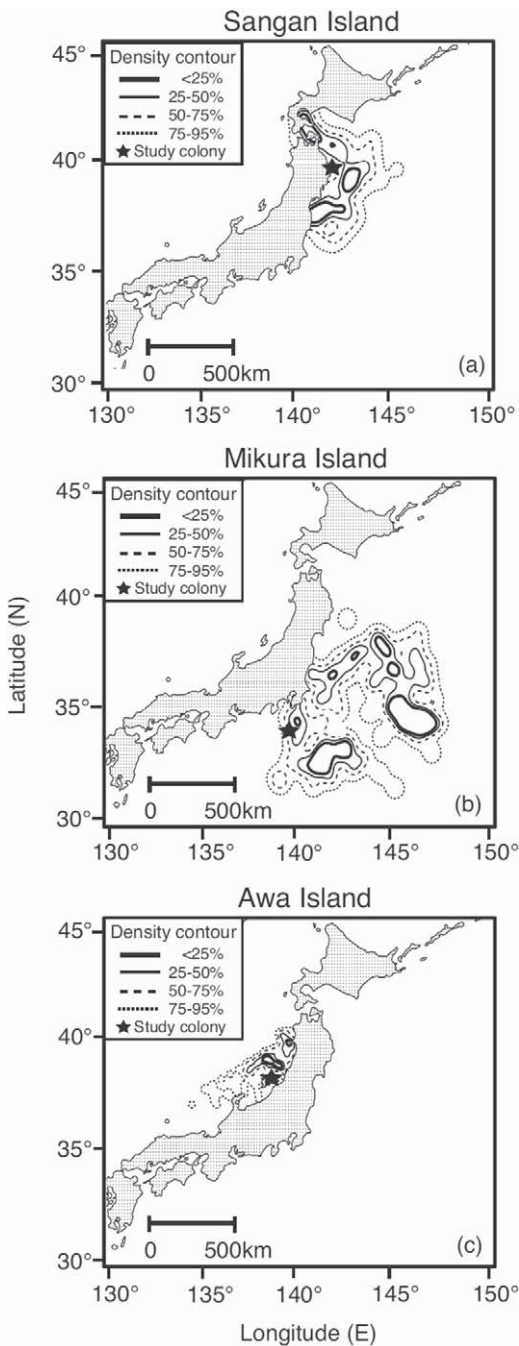 Sangan Island
45°
Density contour
<25%
25-50%
50-75%
75-95%
Study colony
40°
35°
0 500km
(a)
30°
130° 135° 140° 145° 150°
Mikura Island
45°
Density contour
<25%
25-50%
50-75%
75-95%
Study colony
40°
Latitude (N)
35°
0 500km
(b)
30°
130° 135° 140° 145° 150°
Awa Island
45°
Density contour
<25%
25-50%
50-75%
75-95%
Study colony
40°
35°
0 500km
(c)
30°
130° 135° 140° 145° 150°
Longitude (E)